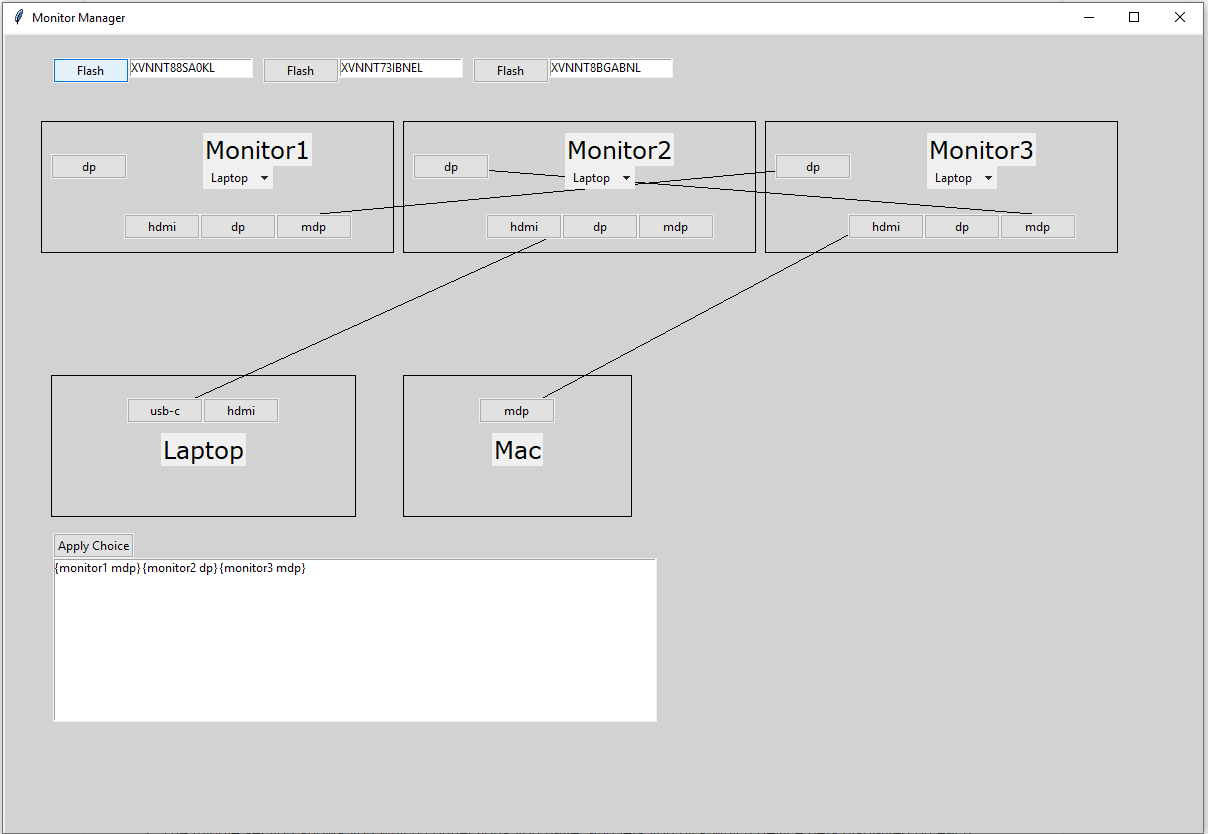 Monitor Manager
Flash XVNNT88SA0KL Flash XVNNT73IBNEL Flash XVNNT8BGABNL
Monitor1 Monitor2 Monitor3
dp Laptop dp Laptop dp Laptop
hdmi dp mdp hdmi dp mdp hdmi dp mdp
usb-c hdmi mdp
Laptop Mac
Apply Choice
{monitor1 mdp} {monitor2 dp} {monitor3 mdp}